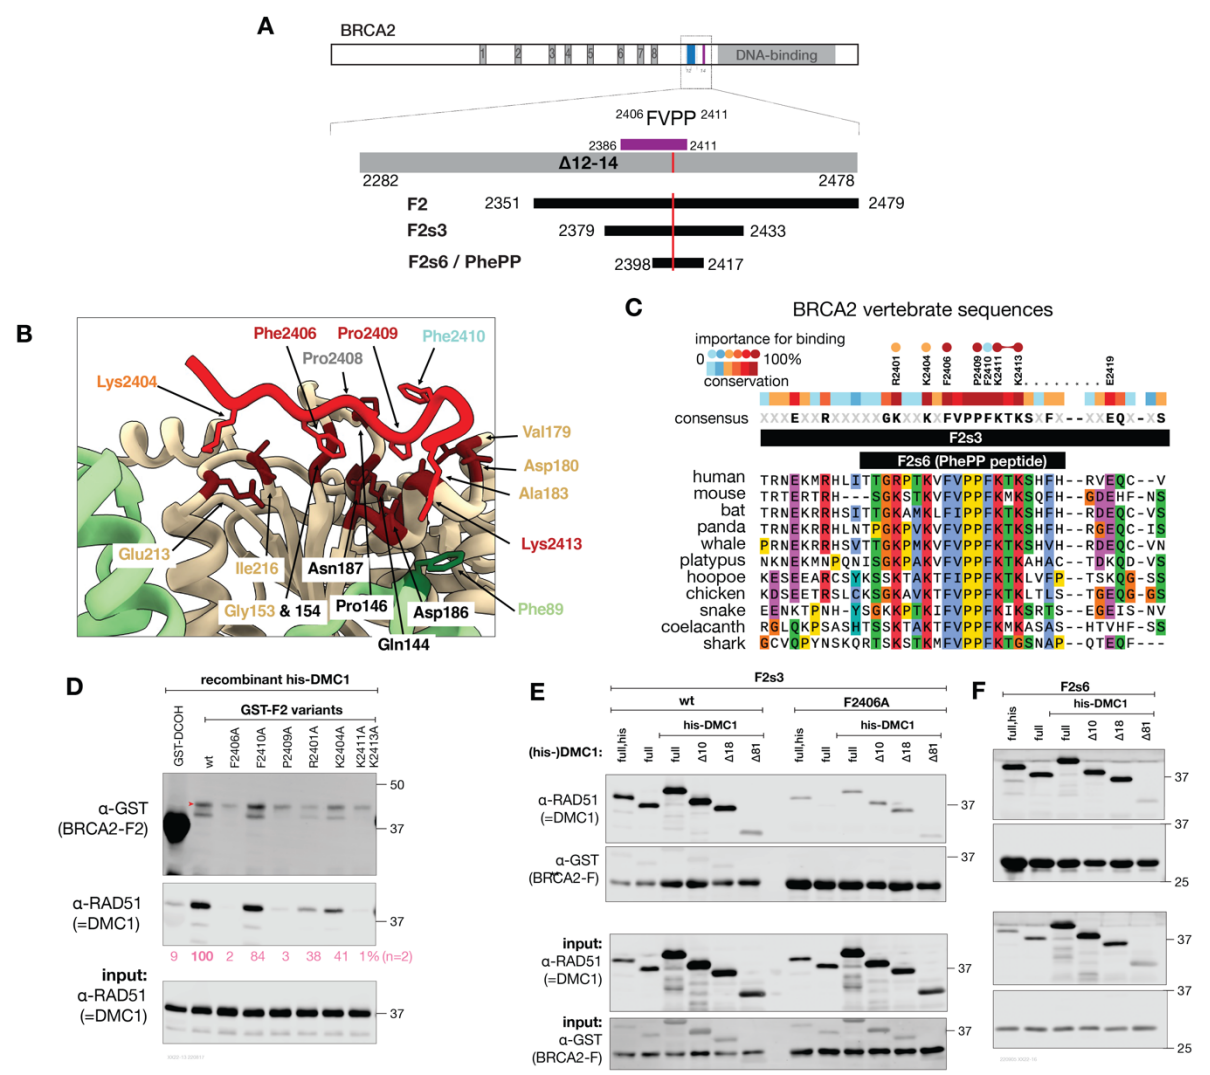 A
BRCA2
1 2 3 4 5 6 7 8 DNA-binding
12 14
2406 FVPP 2411
2386 2411
Δ12-14
2282 2478
F2 2351 2479
F2s3 2379 2433
F2s6 / PhePP 2398 2417
B
Phe2406 Pro2409 Phe2410
Pro2408
Lys2404
Val179
Asp180
Ala183
Lys2413
Glu213
Ile216
Asn187
Gly153 & 154
Pro146
Asp186
Phe89
Gln144
C
BRCA2 vertebrate sequences
importance for binding
0 100%
conservation
R2401 K2404 F2406 P2409 F2410 K2411 K2413 E2419
consensus XXXEXXRXXXXXXGKXXKXFVPPFKTKSXFX--XXEQX-S
F2s3
F2s6 (PhePP peptide)
human TRNEKMRHLITTGRPTKVFVPPFKTKSHFH--RVEQC-V
mouse TRTERTRH---SGKSTKVFVPPFKMKSQFH-GDEHF-NS
bat TRNERMRHSITTGKAMKLFIPPFKTKSHFH--RDEQC-VS
panda TRNERMRHLNTPGKPVKVFVPPFKTKSHFH--RDEQC-IS
whale PRNEKRRHSVTTGKPMKVFVPPFKTKSHVH--RDEQC-VN
platypus NKNEKMNPQNISGKPVKVFVPPFKTKAHAC--TDKQD-VS
hoopoe KESEEARCSYKSSKTAKTFIPPFKTKLVFP--TSKQG-SS
chicken KDSEETRSLCKSGKTAKIFVPPFKTKLTLS--GTGEQG-GS
snake EENKTPNH-YSGKPTKIFVPPFKIKSRTS--EGEIS-NV
coelacanth RGLQKPSASHTSSKTAKTFVPPFKMKASAS--HTVHF-SS
shark GCVQPYNSKQRTSKSTKMFVPPFKTGSNAP--QTEQF---
D
recombinant his-DMC1
GST-F2 variants
GST-DCOH wt F2406A F2410A P2409A R2401A K2404A K2411A K2413A
50
α-GST
(BRCA2-F2)
37
α-RAD51
(=DMC1)
37
9 100 2 84 3 38 41 1% (n=2)
input:
α-RAD51
(=DMC1)
37
E
F2s3
wt F2406A
his-DMC1 his-DMC1
(his-)DMC1: full,his full full Δ10 Δ18 Δ81 full,his full full Δ10 Δ18 Δ81
α-RAD51
(=DMC1)
37
α-GST
(BRCA2-F)
37
input:
α-RAD51
(=DMC1)
37
input:
α-GST
(BRCA2-F)
37
F
F2s6
his-DMC1
full,his full full Δ10 Δ18 Δ81
37
37
25
37
37
25